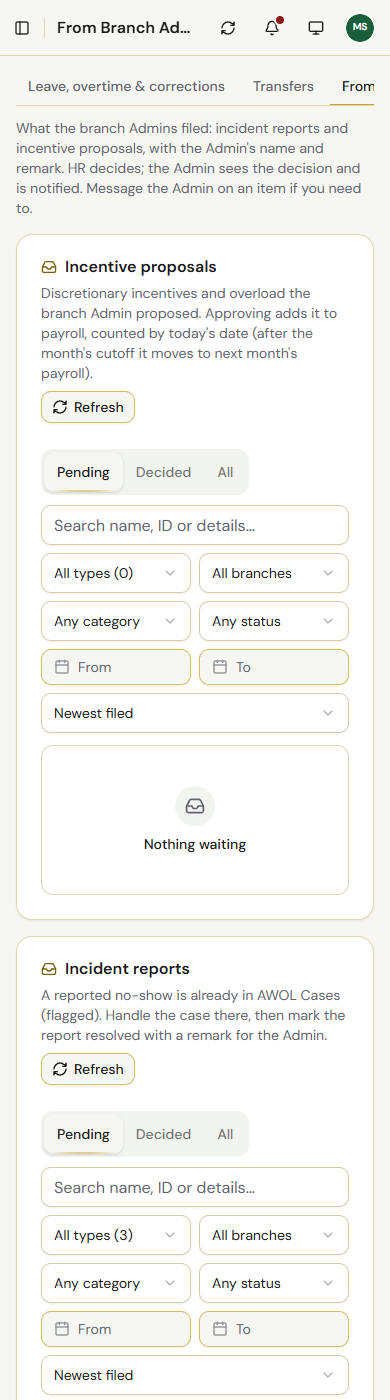 From Branch Ad...
MS
Leave, overtime & corrections
Transfers
From
What the branch Admins filed: incident reports and
incentive proposals, with the Admin's name and
remark. HR decides; the Admin sees the decision and
is notified. Message the Admin on an item if you need
to.
Incentive proposals
Discretionary incentives and overload the
branch Admin proposed. Approving adds it to
payroll, counted by today's date (after the
month's cutoff it moves to next month's
payroll).
Refresh
Pending
Decided
All
Search name, ID or details...
All types (0)
All branches
Any category
Any status
From
To
Newest filed
Nothing waiting
Incident reports
A reported no-show is already in AWOL Cases
(flagged). Handle the case there, then mark the
report resolved with a remark for the Admin.
Refresh
Pending
Decided
All
Search name, ID or details...
All types (3)
All branches
Any category
Any status
From
To
Newest filed